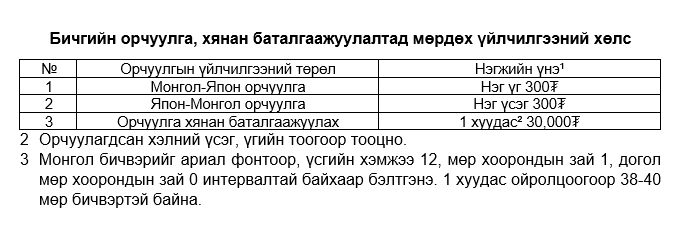 Бичгийн орчуулга, хянан баталгаажуулалтад мөрдөх үйлчилгээний хөлс
№ Орчуулгын үйлчилгээний төрөл Нэгжийн үнэ¹
1 Монгол-Япон орчуулга Нэг үг 300₮
2 Япон-Монгол орчуулга Нэг үсэг 300₮
3 Орчуулга хянан баталгаажуулах 1 хуудас² 30,000₮
2 Орчуулагдсан хэлний үсэг, үгийн тоогоор тооцно.
3 Монгол бичвэрийг ариал фонтоор, үсгийн хэмжээ 12, мөр хоорондын зай 1, догол
мөр хоорондын зай 0 интервалтай байхаар бэлтгэнэ. 1 хуудас ойролцоогоор 38-40
мөр бичвэртэй байна.